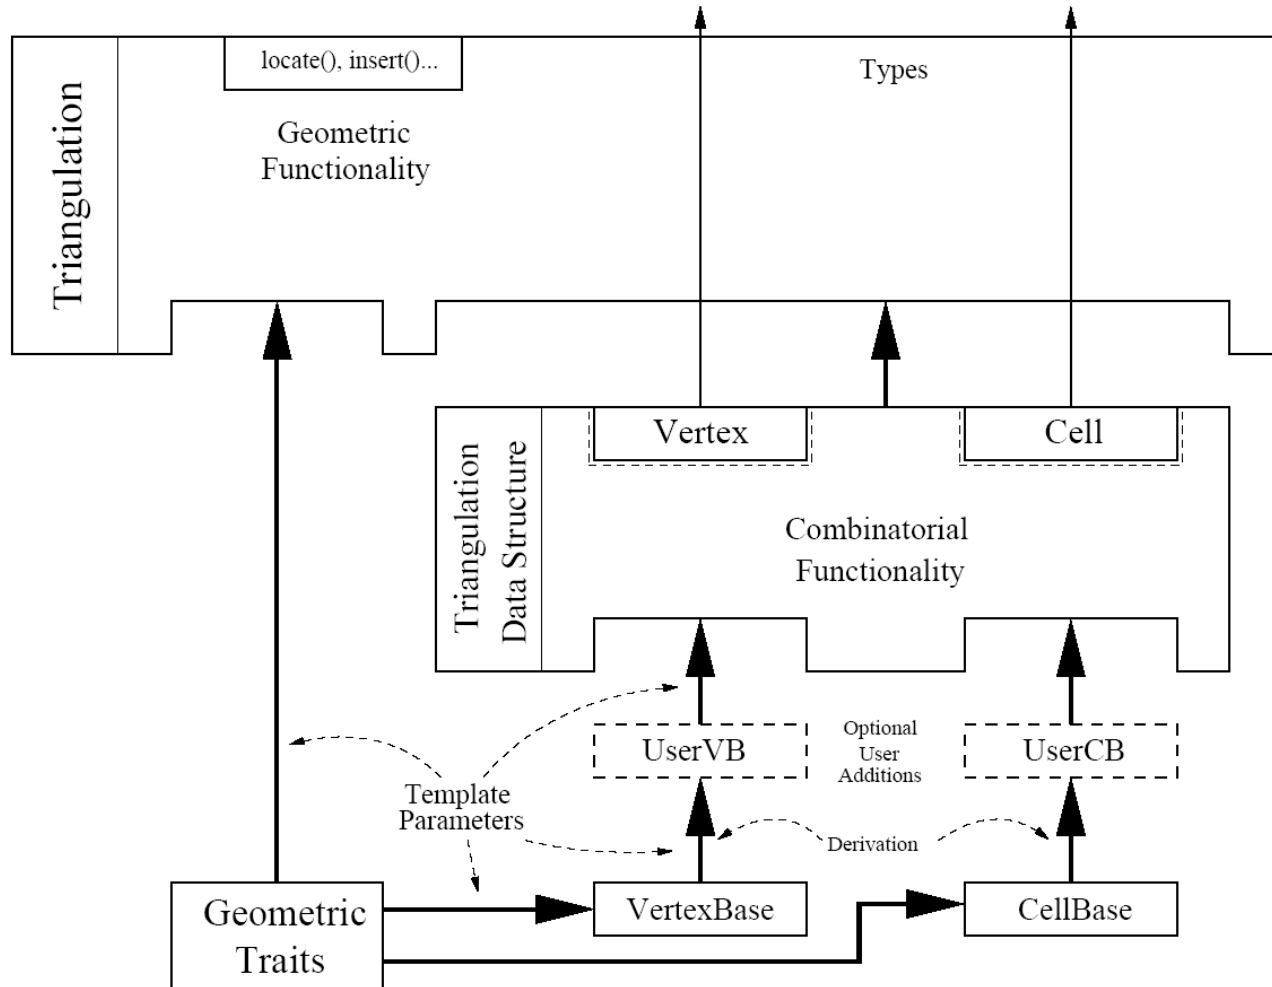 locate(), insert()...
Types
Geometric
Functionality
Triangulation
Vertex
Cell
Combinatorial
Functionality
Triangulation
Data Structure
UserVB
Optional
User
Additions
UserCB
Template
Parameters
Derivation
Geometric
Traits
VertexBase
CellBase